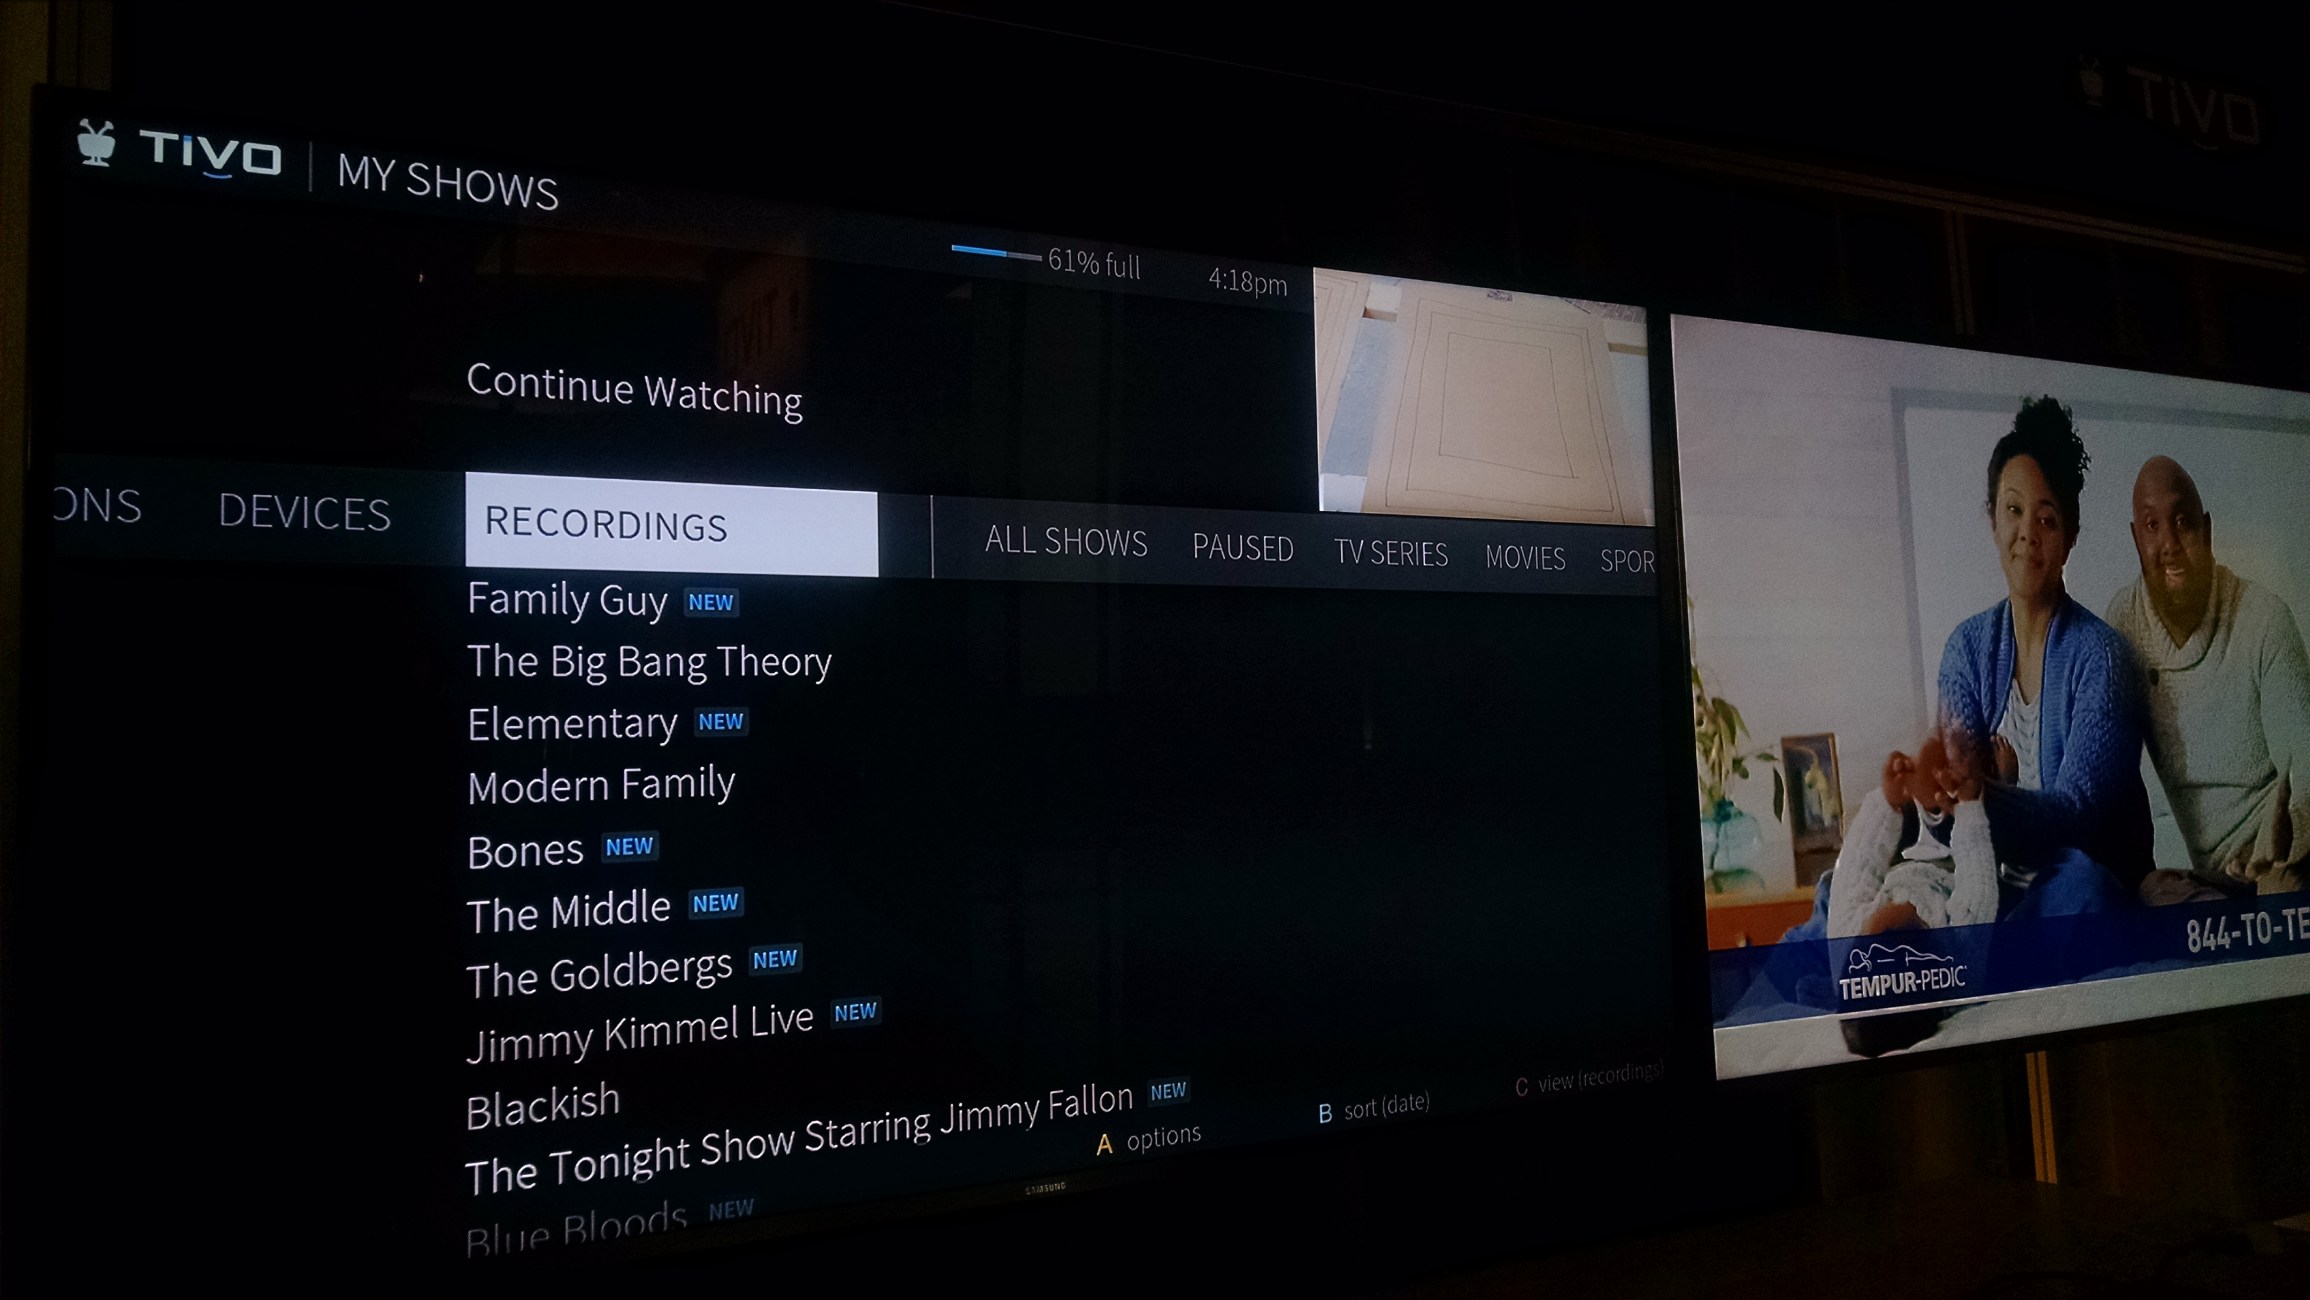 TiVo | MY SHOWS
TiVo
61% full
4:18pm
Continue Watching
ONS
DEVICES
RECORDINGS
ALL SHOWS
PAUSED
TV SERIES
MOVIES
SPOR
Family Guy NEW
The Big Bang Theory
Elementary NEW
Modern Family
Bones NEW
The Middle NEW
The Goldbergs NEW
Jimmy Kimmel Live NEW
Blackish
The Tonight Show Starring Jimmy Fallon NEW
Blue Bloods NEW
A options
B sort (date)
C view (recordings)
SAMSUNG
TEMPUR-PEDIC
844-TO-TE